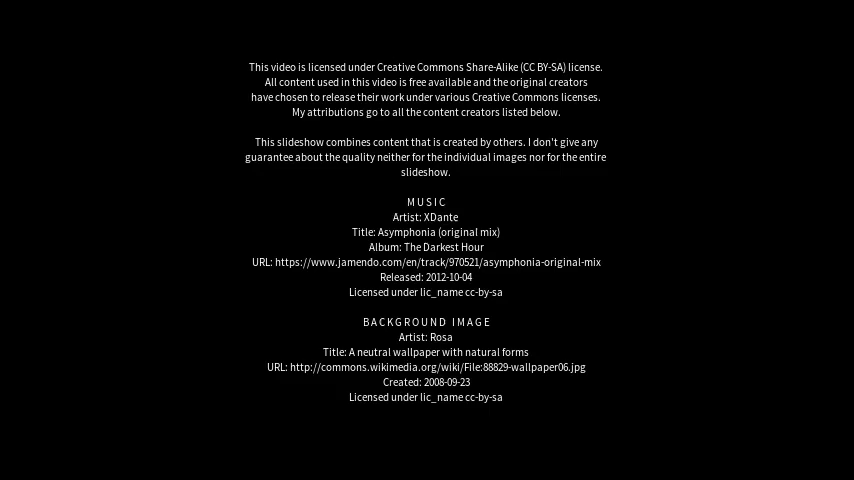 This video is licensed under Creative Commons Share-Alike (CC BY-SA) license.
All content used in this video is free available and the original creators
have chosen to release their work under various Creative Commons licenses.
My attributions go to all the content creators listed below.
This slideshow combines content that is created by others. I don't give any
guarantee about the quality neither for the individual images nor for the entire
slideshow.
M U S I C
Artist: XDante
Title: Asymphonia (original mix)
Album: The Darkest Hour
URL: https://www.jamendo.com/en/track/970521/asymphonia-original-mix
Released: 2012-10-04
Licensed under lic_name cc-by-sa
B A C K G R O U N D  I M A G E
Artist: Rosa
Title: A neutral wallpaper with natural forms
URL: http://commons.wikimedia.org/wiki/File:88829-wallpaper06.jpg
Created: 2008-09-23
Licensed under lic_name cc-by-sa